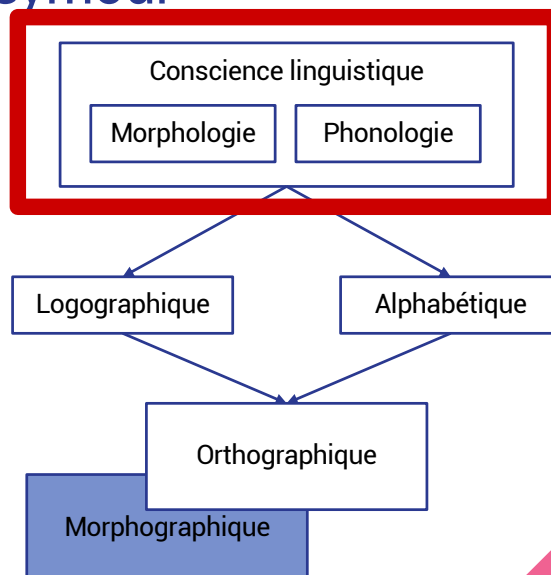 Conscience linguistique
Morphologie Phonologie
Logographique Alphabétique
Orthographique
Morphographique